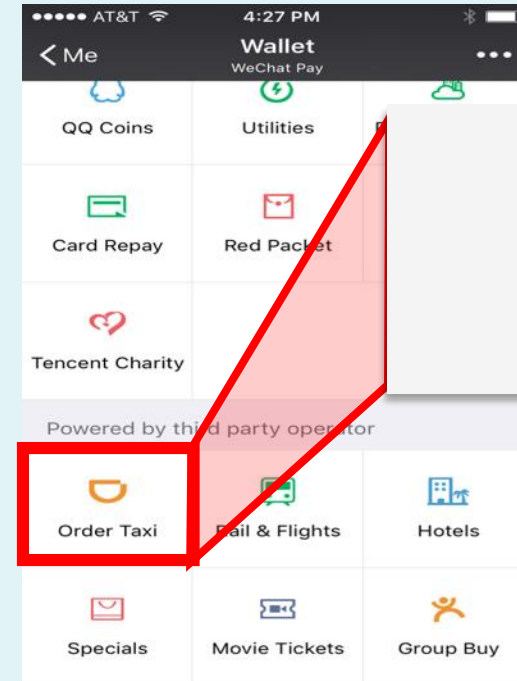 AT&T 4:27 PM
Me Wallet
WeChat Pay
QQ Coins Utilities
Card Repay Red Packet
Tencent Charity
Powered by third party operator
Order Taxi Rail & Flights Hotels
Specials Movie Tickets Group Buy